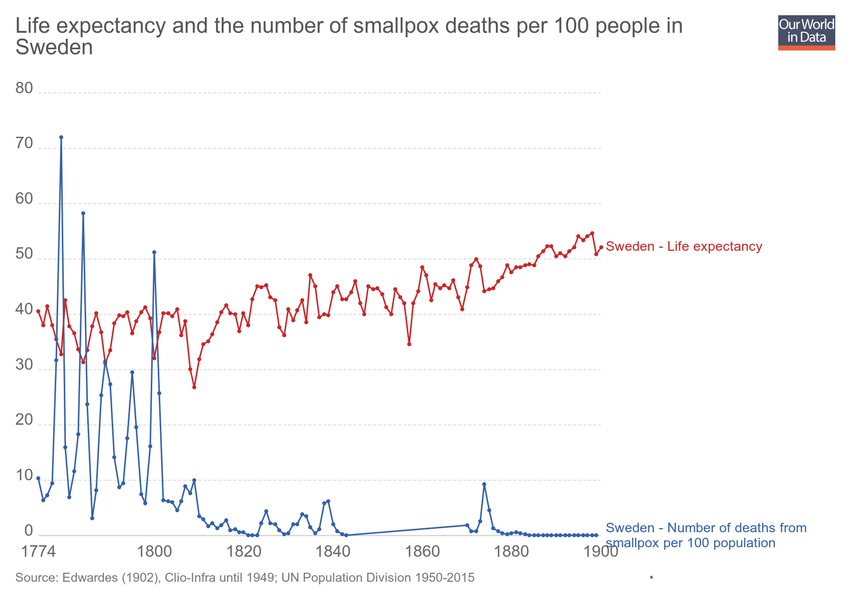 Life expectancy and the number of smallpox deaths per 100 people in
Sweden
Our World
in Data
80
70
60
50
40
30
20
10
0
Sweden - Life expectancy
Sweden - Number of deaths from
smallpox per 100 population
1774
1800
1820
1840
1860
1880
1900
Source: Edwardes (1902), Clio-Infra until 1949; UN Population Division 1950-2015
•